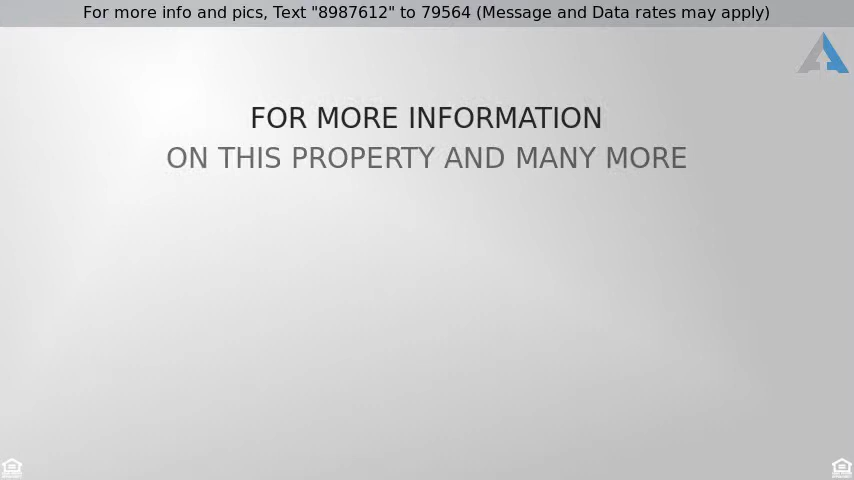 For more info and pics, Text "8987612" to 79564 (Message and Data rates may apply)
FOR MORE INFORMATION
ON THIS PROPERTY AND MANY MORE